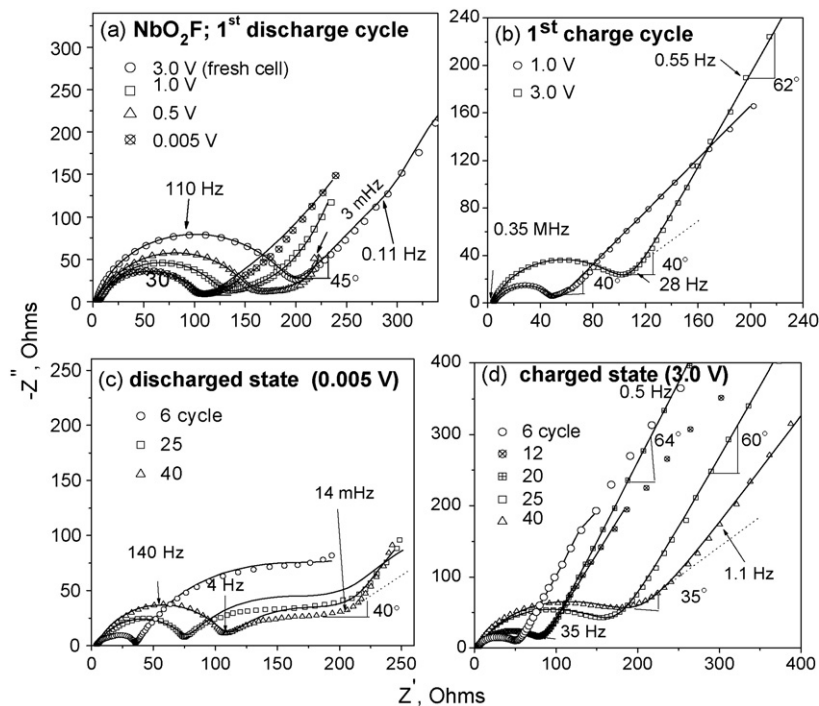 (a) NbO2F; 1st discharge cycle
3.0 V (fresh cell)
1.0 V
0.5 V
0.005 V
110 Hz
30
3 mHz
0.11 Hz
45°
300
250
200
150
100
50
0
0 50 100 150 200 250 300
(b) 1st charge cycle
1.0 V
3.0 V
0.55 Hz
62°
0.35 MHz
40°
40°
28 Hz
240
200
160
120
80
40
0
0 40 80 120 160 200 240
(c) discharged state (0.005 V)
6 cycle
25
40
14 mHz
140 Hz
4 Hz
40°
250
200
150
100
50
0
0 50 100 150 200 250
(d) charged state (3.0 V)
6 cycle
12
20
25
40
0.5 Hz
64°
60°
1.1 Hz
35°
35 Hz
400
300
200
100
0
0 100 200 300 400
-Z'', Ohms
Z', Ohms